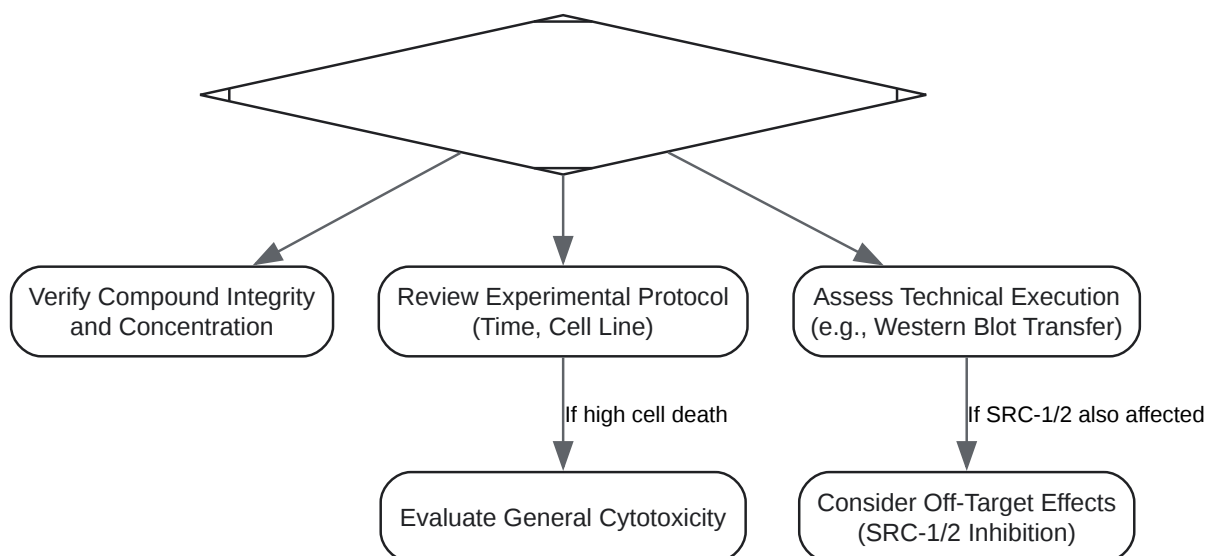 Verify Compound Integrity
and Concentration
Review Experimental Protocol
(Time, Cell Line)
Assess Technical Execution
(e.g., Western Blot Transfer)
If high cell death
If SRC-1/2 also affected
Evaluate General Cytotoxicity
Consider Off-Target Effects
(SRC-1/2 Inhibition)